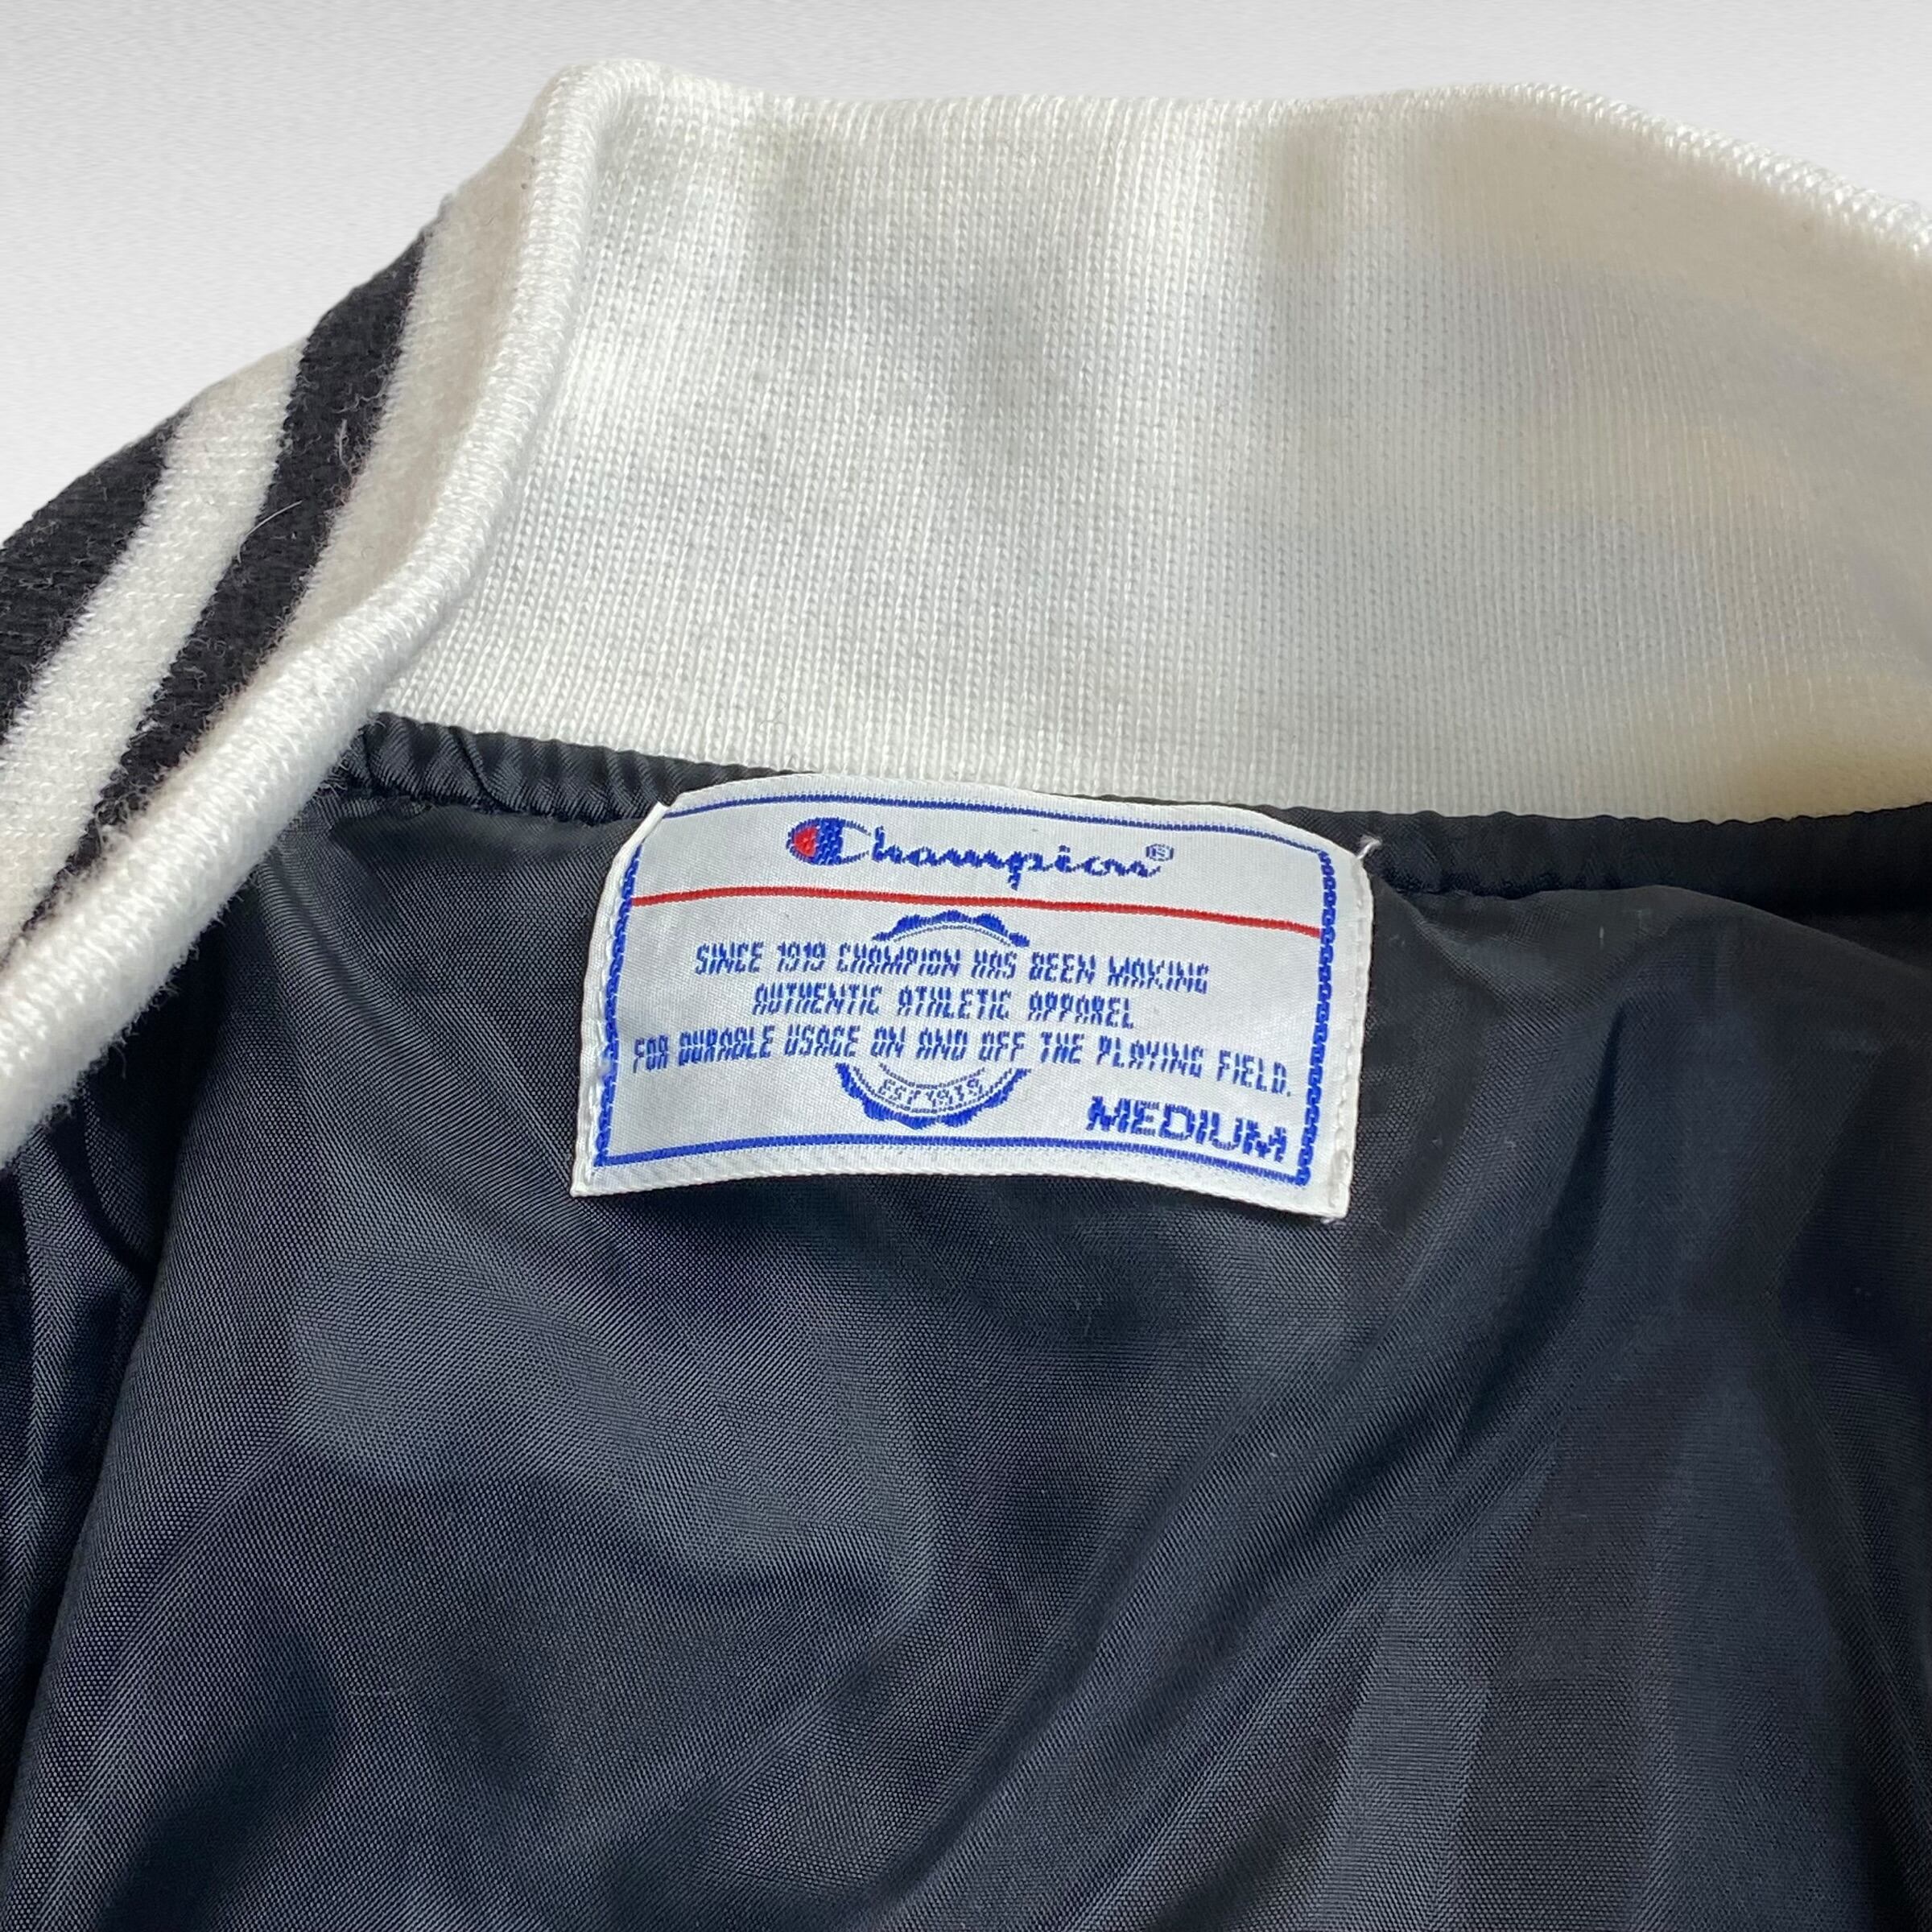 Champion®
SINCE 1919 CHAMPION HAS BEEN MAKING
AUTHENTIC ATHLETIC APPAREL
FOR DURABLE USAGE ON AND OFF THE PLAYING FIELD.
EST 1919
MEDIUM